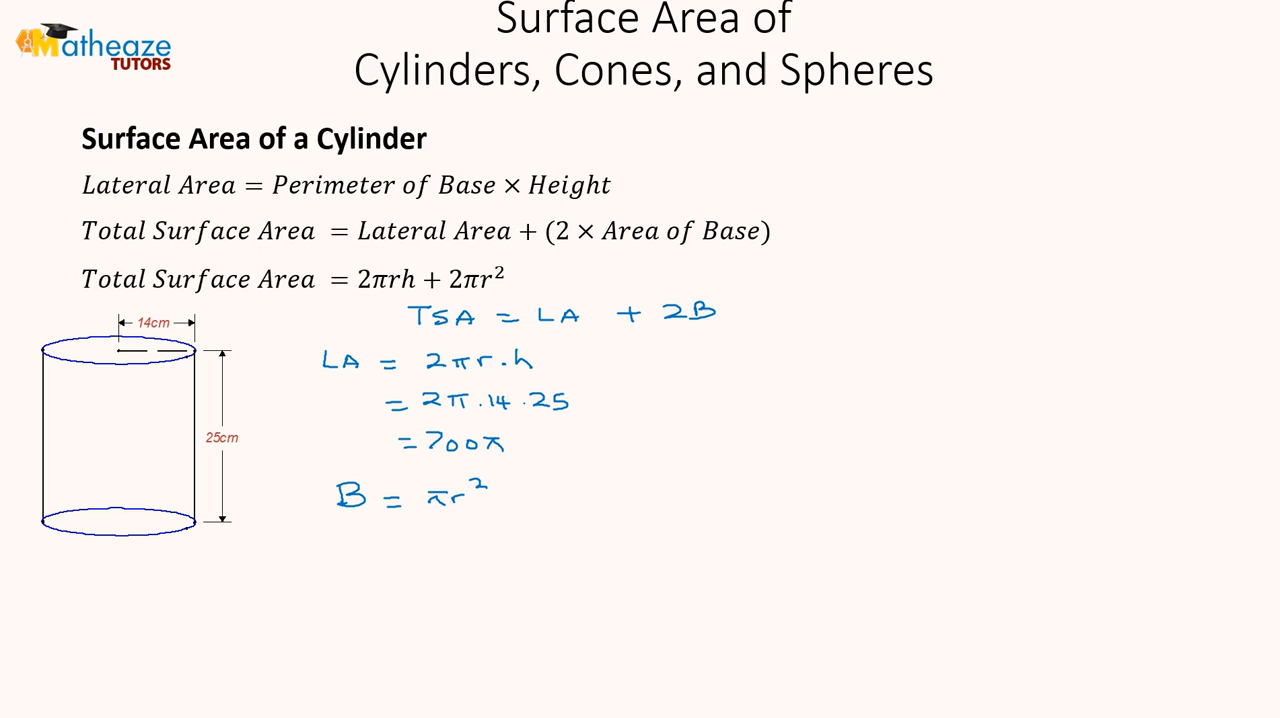 Matheaze
TUTORS
Surface Area of
Cylinders, Cones, and Spheres
Surface Area of a Cylinder
Lateral Area = Perimeter of Base × Height
Total Surface Area = Lateral Area + (2 × Area of Base)
Total Surface Area = 2πrh + 2πr²
TSA = LA + 2B
14cm
25cm
LA = 2πr.h
= 2π.14.25
= 700π
B = πr²